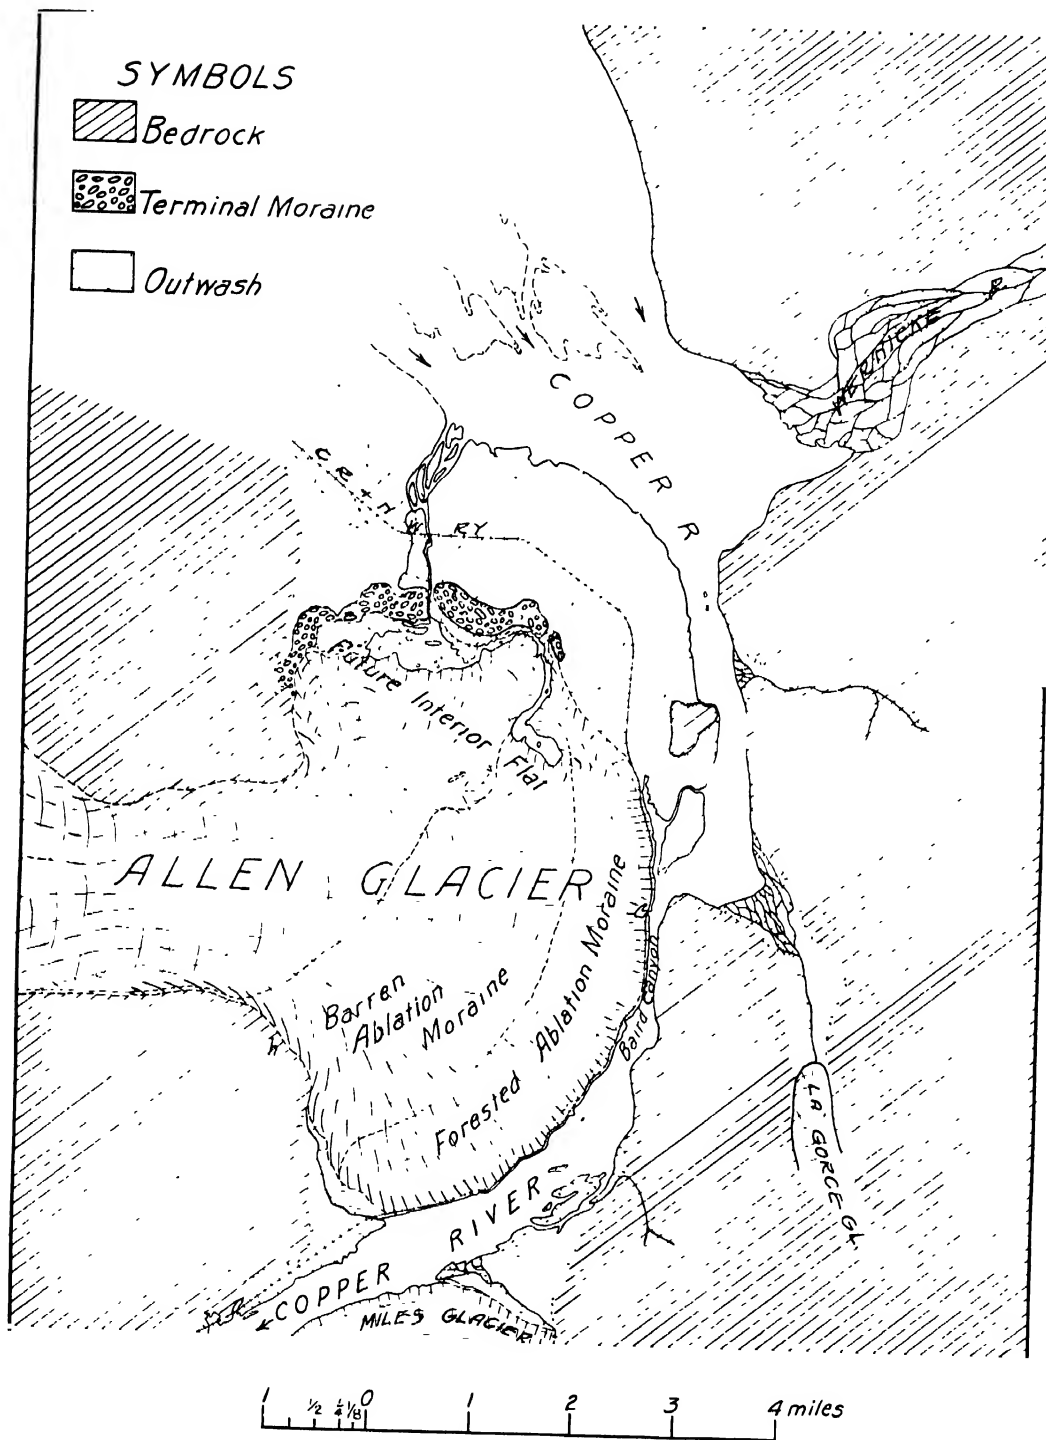 SYMBOLS
Bedrock
Terminal Moraine
Outwash
WERNICKE R
COPPER R
C R + N W RY
Future Interior Flat
ALLEN GLACIER
Barren
Ablation
Moraine
Forested Ablation Moraine
Baird Canyon
LA GORCE GL.
COPPER RIVER
MILES GLACIER
1 ½ ¼ ⅛ 0 1 2 3 4 miles